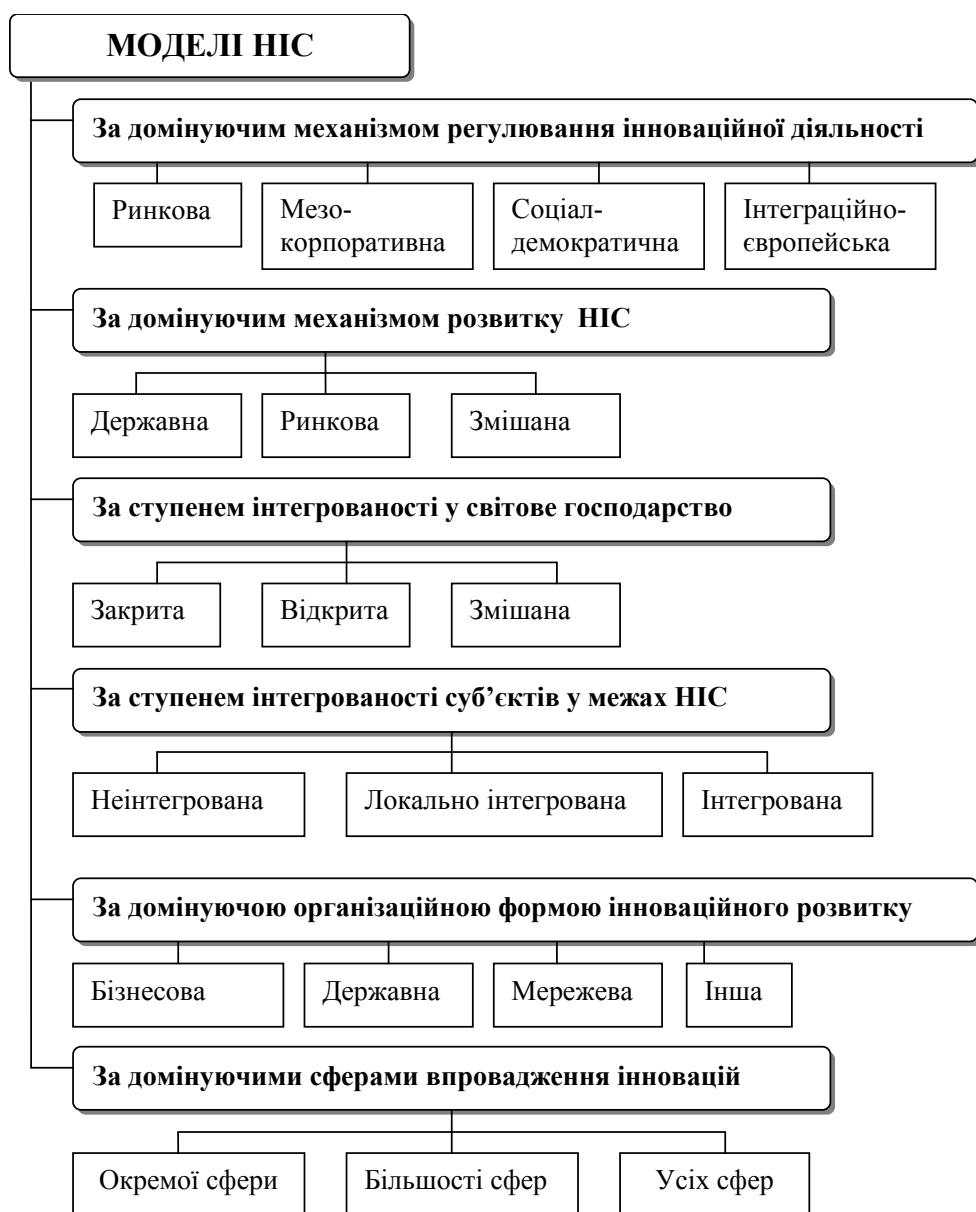 МОДЕЛІ НІС
За домінуючим механізмом регулювання інноваційної діяльності
Ринкова
Мезо-
корпоративна
Соціал-
демократична
Інтеграційно-
європейська
За домінуючим механізмом розвитку НІС
Державна
Ринкова
Змішана
За ступенем інтегрованості у світове господарство
Закрита
Відкрита
Змішана
За ступенем інтегрованості суб’єктів у межах НІС
Неінтегрована
Локально інтегрована
Інтегрована
За домінуючою організаційною формою інноваційного розвитку
Бізнесова
Державна
Мережева
Інша
За домінуючими сферами впровадження інновацій
Окремої сфери
Більшості сфер
Усіх сфер